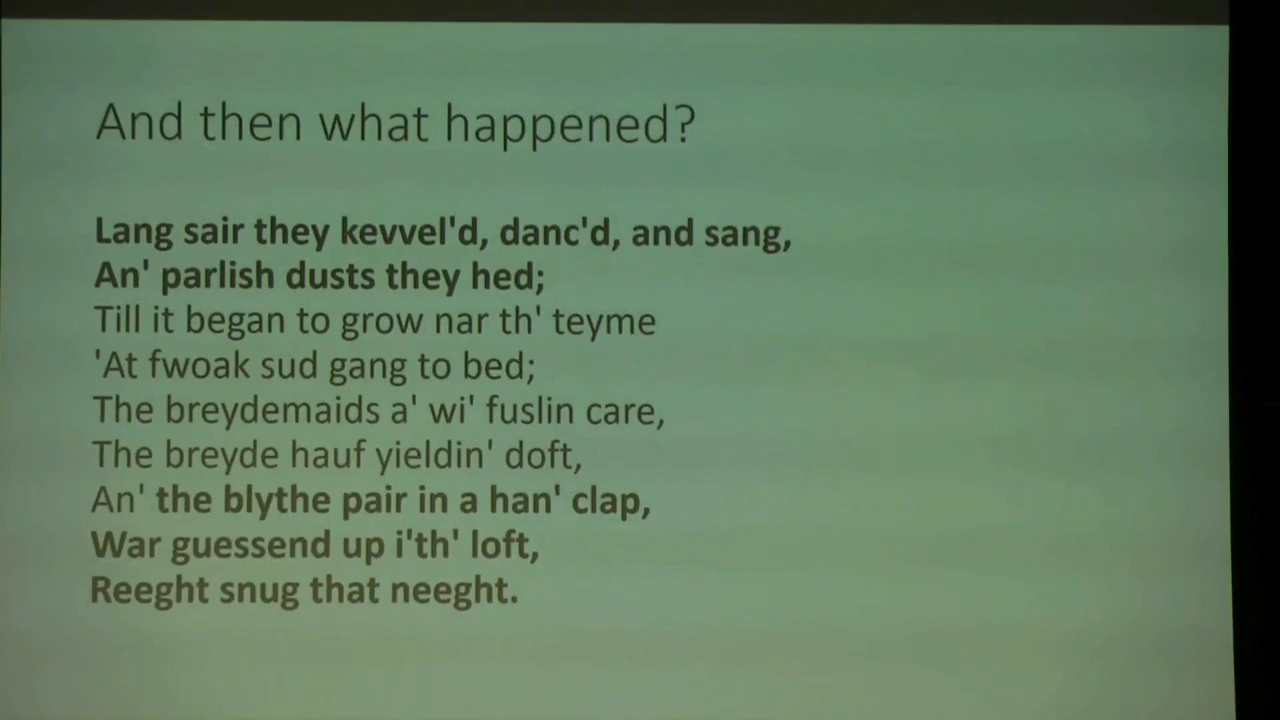 And then what happened?
Lang sair they kevvel'd, danc'd, and sang,
An' parlish dusts they hed;
Till it began to grow nar th' teyme
'At fwoak sud gang to bed;
The breydemaids a' wi' fuslin care,
The breyde hauf yieldin' doft,
An' the blythe pair in a han' clap,
War guessend up i'th' loft,
Reeght snug that neeght.